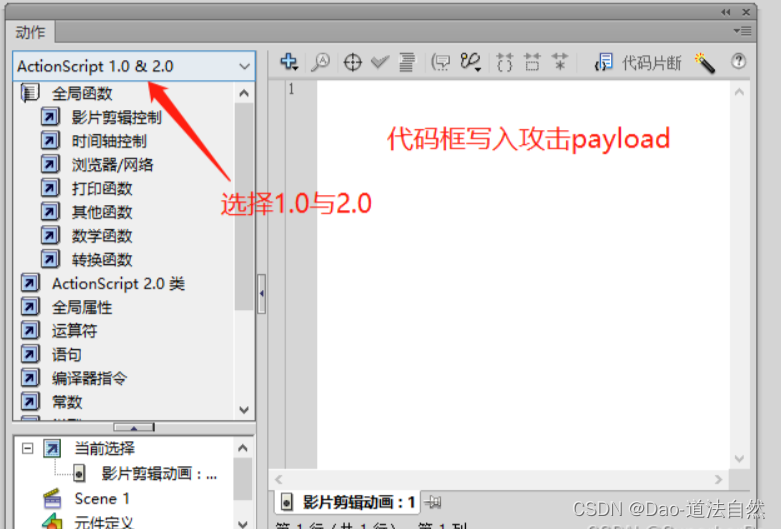 动作
ActionScript 1.0 & 2.0
全局函数
影片剪辑控制
时间轴控制
浏览器/网络
打印函数
其他函数
数学函数
转换函数
ActionScript 2.0 类
全局属性
运算符
语句
编译器指令
常数
选择1.0与2.0
当前选择
影片剪辑动画：...
Scene 1
元件定义
代码片断
1
代码框写入攻击payload
影片剪辑动画：1
第 1 行 ( 共 1 行 )， 第 1 列
CSDN @Dao-道法自然